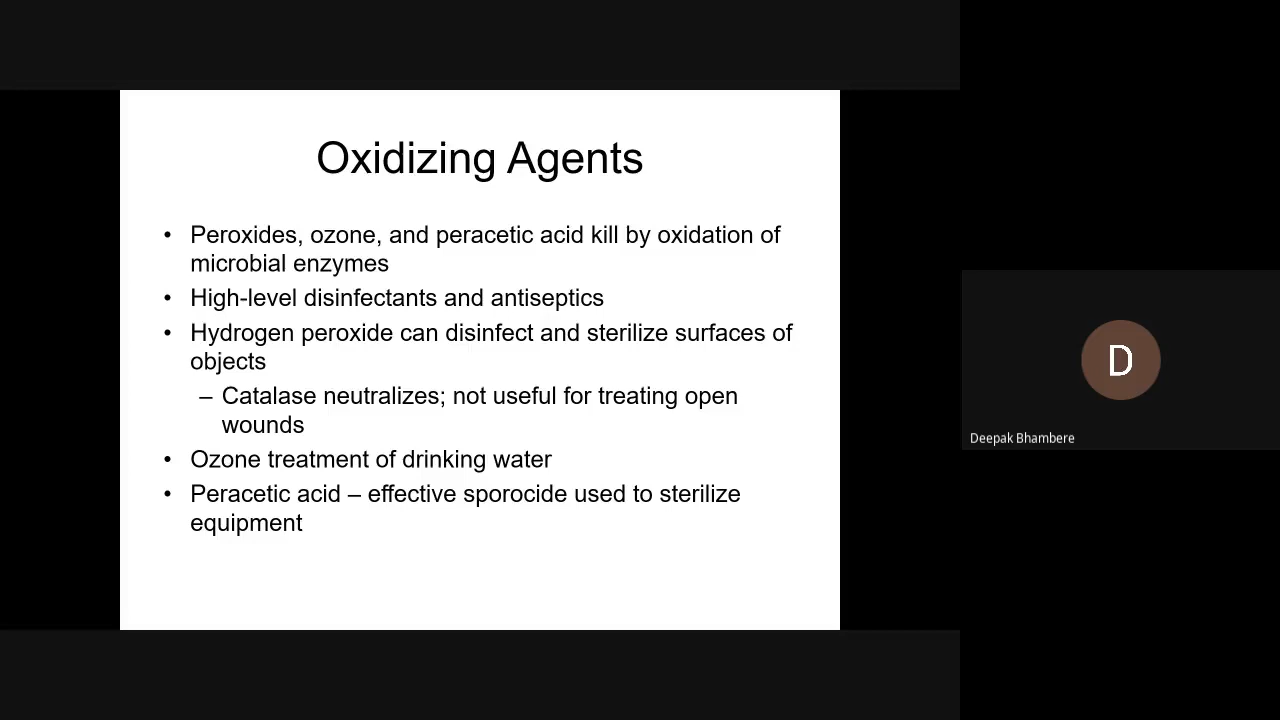 Oxidizing Agents
• Peroxides, ozone, and peracetic acid kill by oxidation of
microbial enzymes
• High-level disinfectants and antiseptics
• Hydrogen peroxide can disinfect and sterilize surfaces of
objects
– Catalase neutralizes; not useful for treating open
wounds
• Ozone treatment of drinking water
• Peracetic acid – effective sporocide used to sterilize
equipment
D
Deepak Bhambere